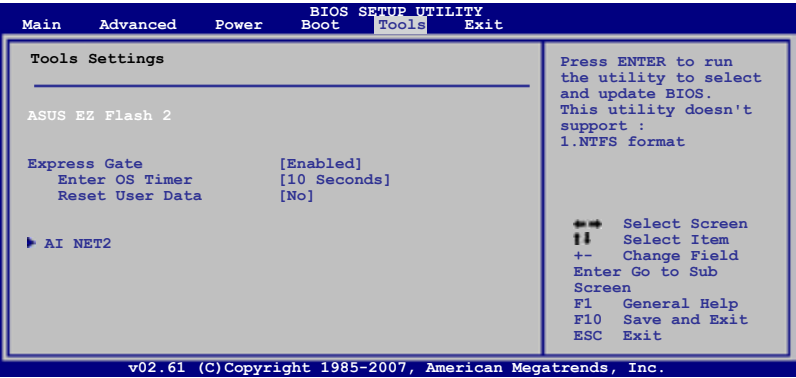 BIOS SETUP UTILITY
Main Advanced Power Boot Tools Exit
Tools Settings
ASUS EZ Flash 2
Express Gate [Enabled]
Enter OS Timer [10 Seconds]
Reset User Data [No]
AI NET2
Press ENTER to run
the utility to select
and update BIOS.
This utility doesn't
support :
1.NTFS format
Select Screen
Select Item
+- Change Field
Enter Go to Sub
Screen
F1 General Help
F10 Save and Exit
ESC Exit
v02.61 (C)Copyright 1985-2007, American Megatrends, Inc.